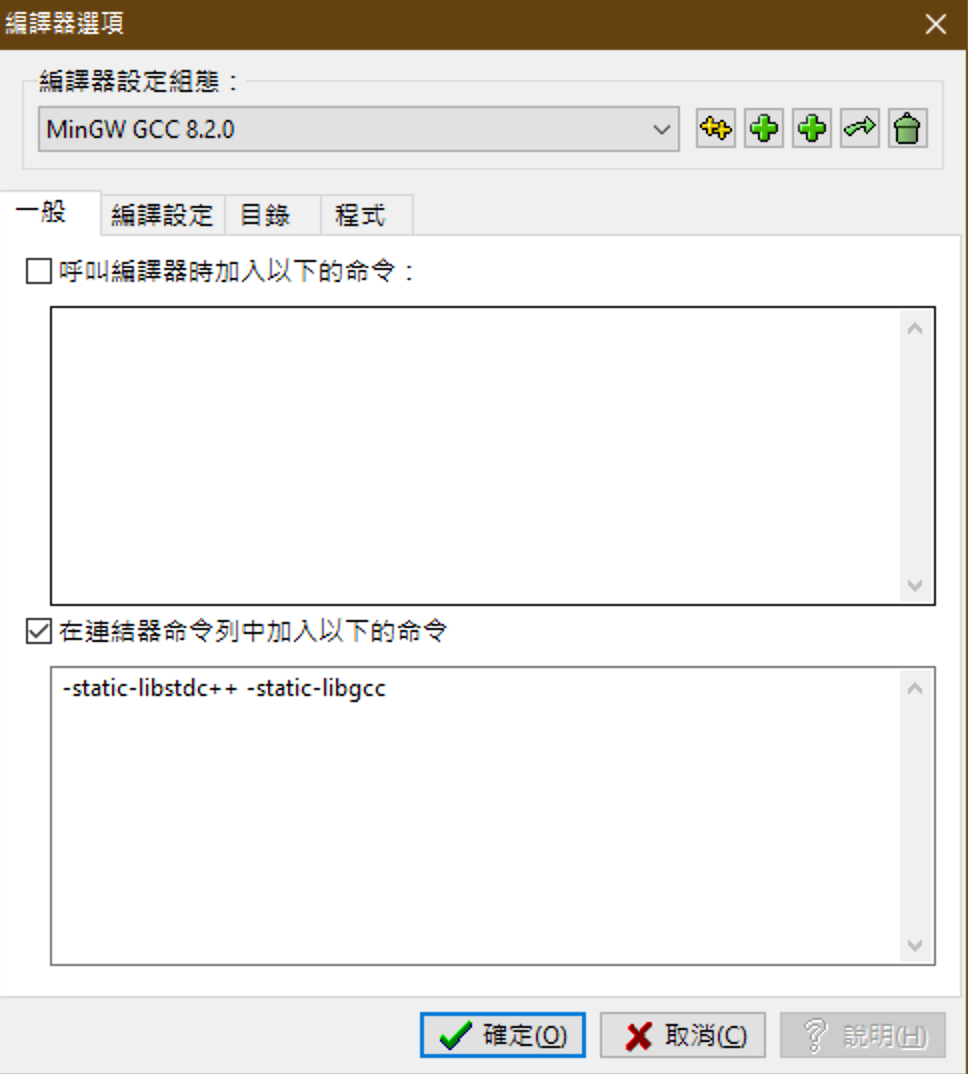 編譯器選項
編譯器設定組態：
MinGW GCC 8.2.0
一般 編譯設定 目錄 程式
呼叫編譯器時加入以下的命令：
在連結器命令列中加入以下的命令
-static-libstdc++ -static-libgcc
確定(O) 取消(C) 說明(H)